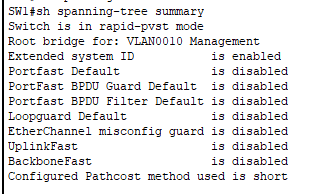 SW1#sh spanning-tree summary
Switch is in rapid-pvst mode
Root bridge for: VLAN0010 Management
Extended system ID is enabled
Portfast Default is disabled
PortFast BPDU Guard Default is disabled
Portfast BPDU Filter Default is disabled
Loopguard Default is disabled
EtherChannel misconfig guard is disabled
UplinkFast is disabled
BackboneFast is disabled
Configured Pathcost method used is short